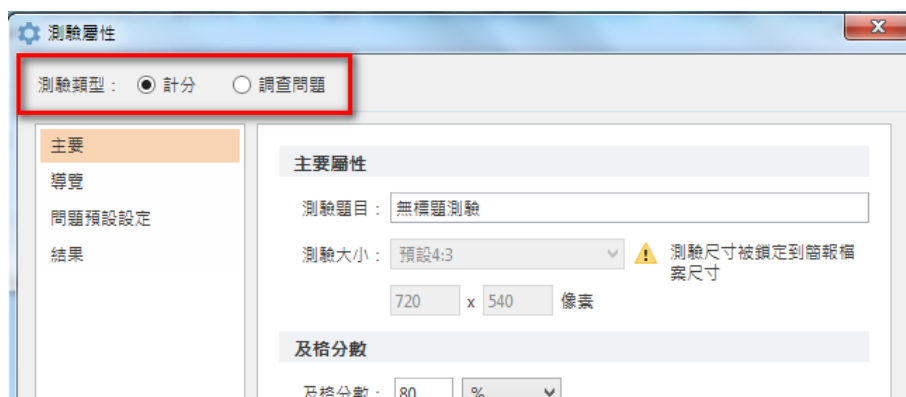 測驗屬性
測驗類型： 計分 調查問題
主要
導覽
問題預設設定
結果
主要屬性
測驗題目： 無標題測驗
測驗大小： 預設4:3 測驗尺寸被鎖定到簡報檔
案尺寸
720 x 540 像素
及格分數
及格分數： 80 %